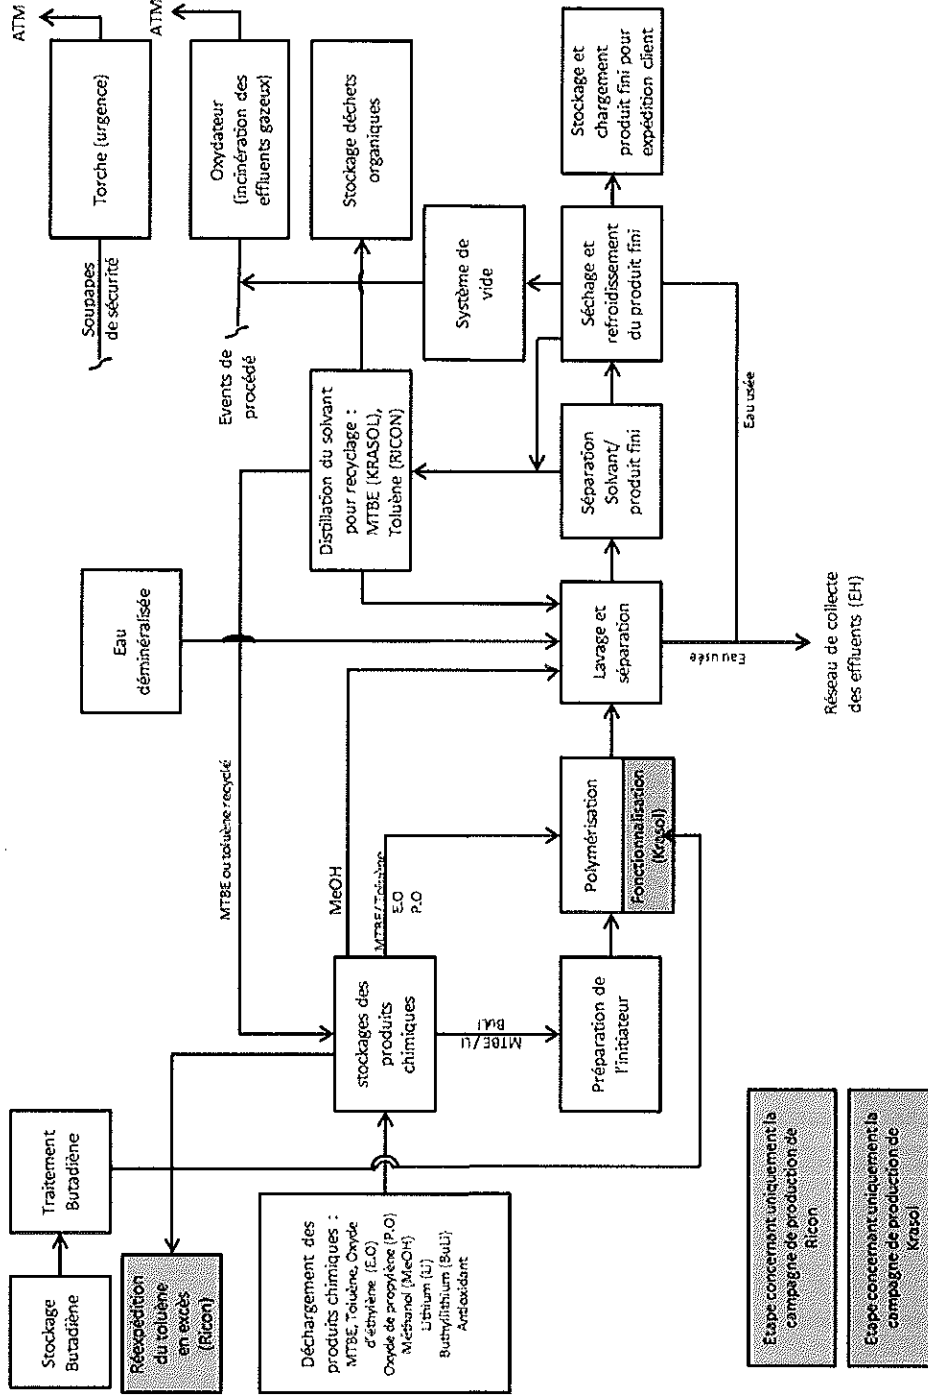 Stockage
Butadiène
Traitement
Butadiène
Réexpédition
du toluène
en excès
(Ricon)
Déchargement des
produits chimiques :
MTBE, Toluène, Oxyde
d'éthylène (E.O)
Oxyde de propylène (P.O)
Méthanol (MeOH)
Lithium (Li)
Buthyllithium (BuLi)
Antioxidant
stockages des
produits
chimiques
MTBE ou toluène recyclé
MeOH
MTBE/Toluène
E.O
P.O
MTBE/LI
BuLi
Préparation de
l'initiateur
Polymérisation
Fonctionnalisation
(Krasol)
Eau
déminéralisée
Lavage et
séparation
Eau usée
Réseau de collecte
des effluents (EH)
Distillation du solvant
pour recyclage :
MTBE (KRASOL),
Toluène (RICON)
Séparation
Solvant/
produit fini
Eau usée
Séchage et
refroidissement
du produit fini
Système de
vide
Stockage et
chargement
produit fini pour
expédition client
Stockage déchets
organiques
Events de
procédé
Oxydateur
(incinération des
effluents gazeux)
ATM
Soupapes
de sécurité
Torche (urgence)
ATM
Etape concernant uniquement la
campagne de production de
Ricon
Etape concernant uniquement la
campagne de production de
Krasol